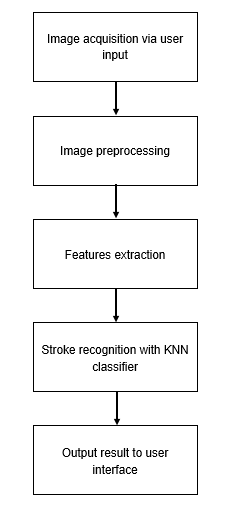 Image acquisition via user
input
Image preprocessing
Features extraction
Stroke recognition with KNN
classifier
Output result to user
interface